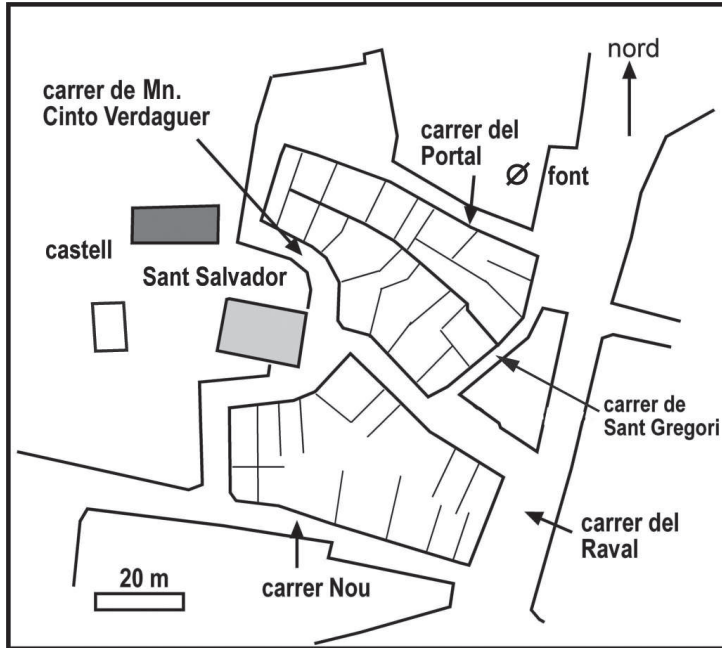 nord
carrer de Mn.
Cinto Verdaguer
carrer del
Portal
font
castell
Sant Salvador
carrer de
Sant Gregori
carrer del
Raval
20 m
carrer Nou